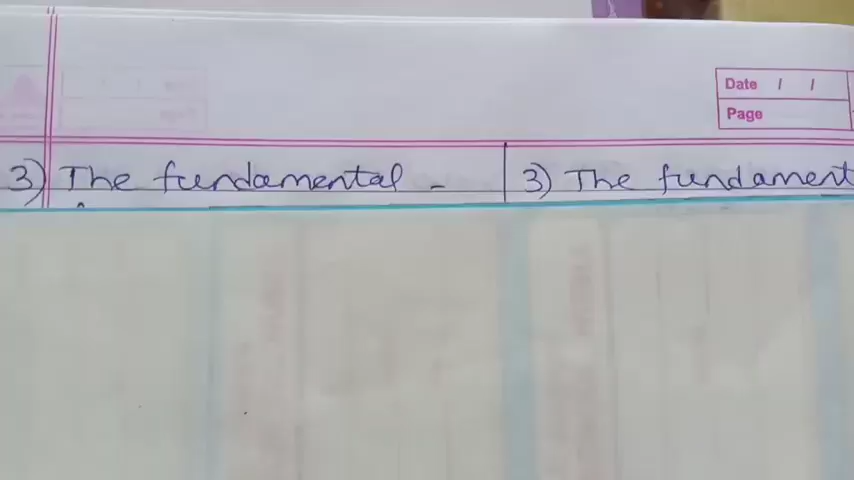 Date / /
Page
3) The fundamental - 3) The fundament